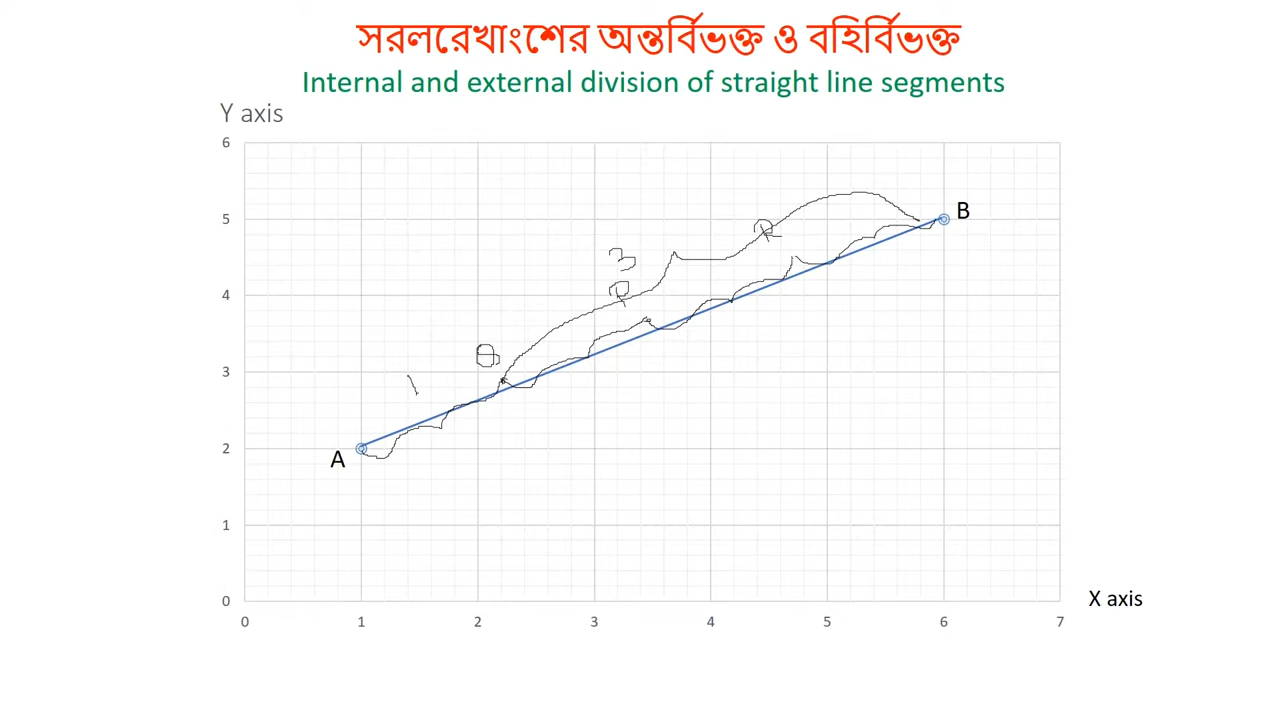 সরলরেখাংশের অন্তর্বিভক্ত ও বহির্বিভক্ত
Internal and external division of straight line segments
Y axis
6
5
B
4
3
3
2
A
1
0
X axis
0 1 2 3 4 5 6 7